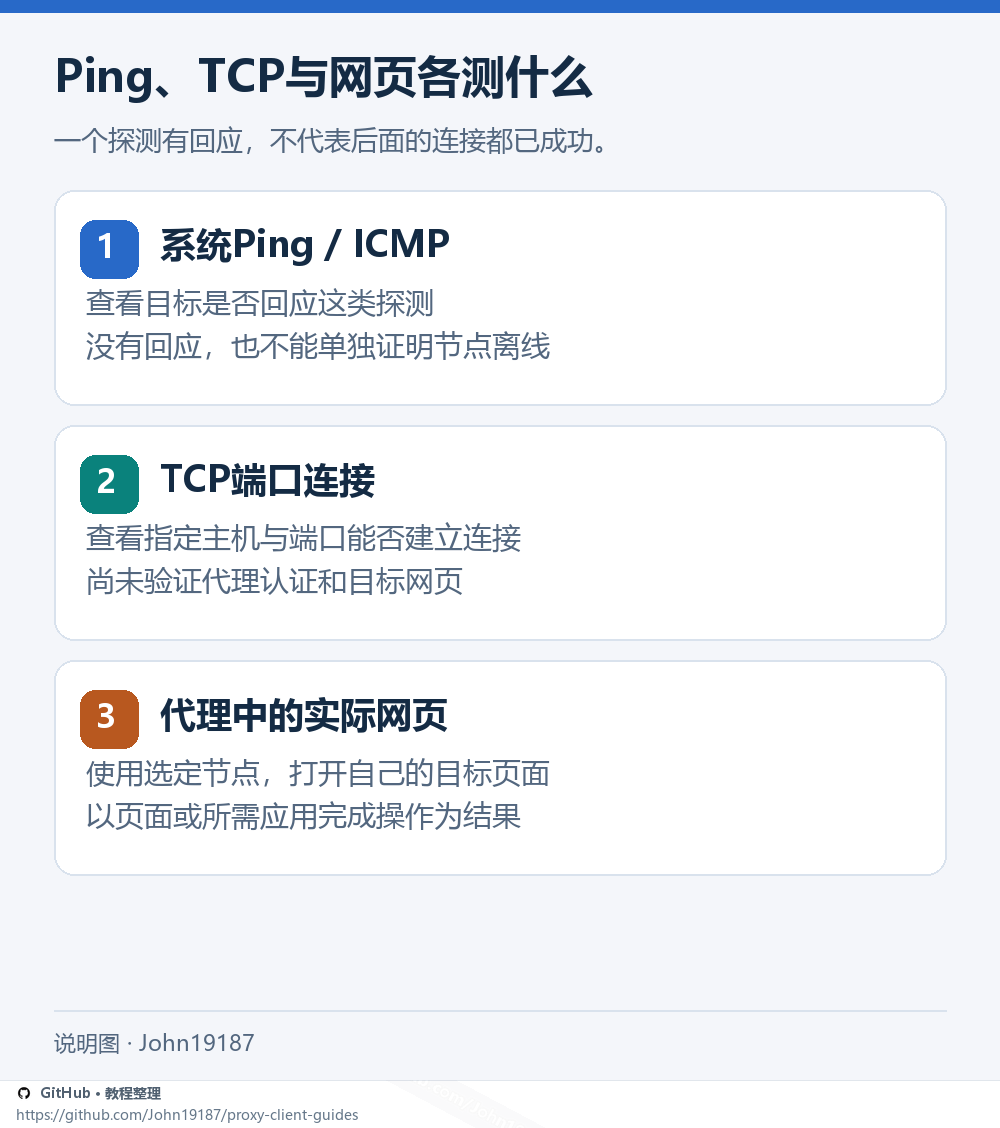 Ping、TCP与网页各测什么
一个探测有回应，不代表后面的连接都已成功。
1 系统Ping / ICMP
查看目标是否回应这类探测
没有回应，也不能单独证明节点离线
2 TCP端口连接
查看指定主机与端口能否建立连接
尚未验证代理认证和目标网页
3 代理中的实际网页
使用选定节点，打开自己的目标页面
以页面或所需应用完成操作为结果
说明图 · John19187
GitHub • 教程整理
https://github.com/John19187/proxy-client-guides